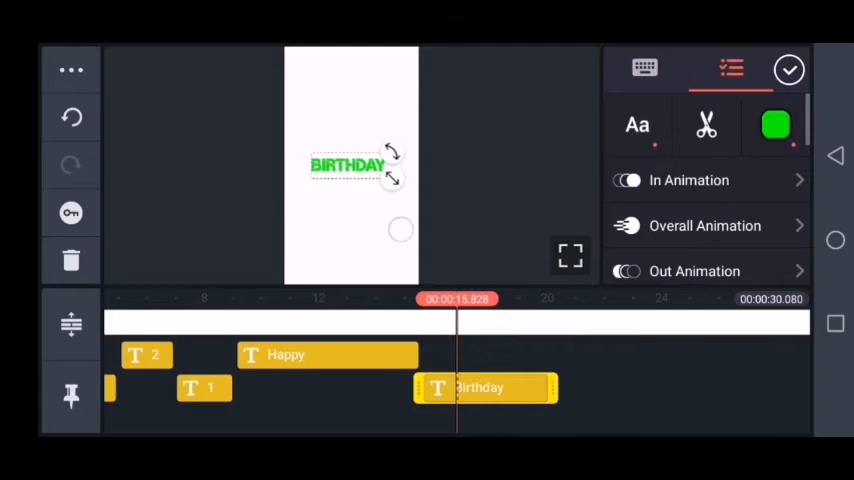 BIRTHDAY
Aa
In Animation
Overall Animation
Out Animation
8
12
00:00:15.828
20
24
00:00:30.080
T 2
T Happy
T 1
T Birthday